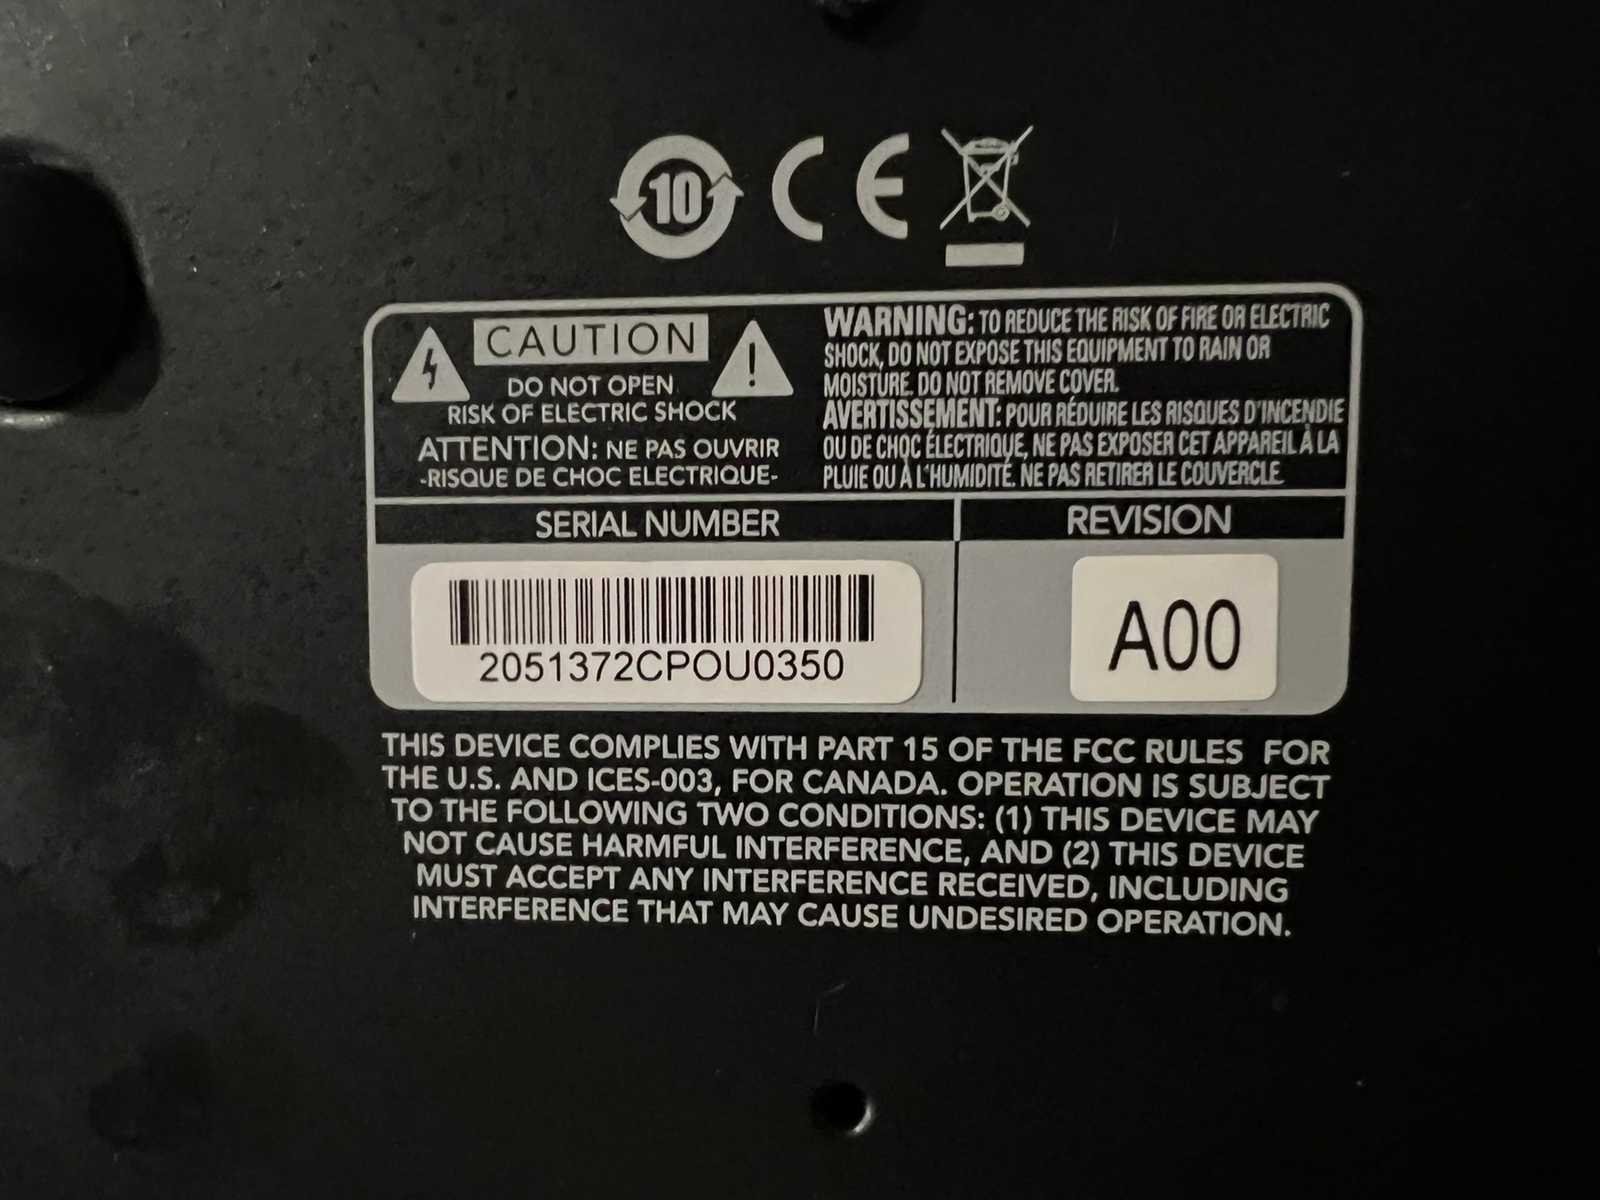 10 CE
CAUTION
DO NOT OPEN
RISK OF ELECTRIC SHOCK
ATTENTION: NE PAS OUVRIR
-RISQUE DE CHOC ELECTRIQUE-
WARNING: TO REDUCE THE RISK OF FIRE OR ELECTRIC
SHOCK, DO NOT EXPOSE THIS EQUIPMENT TO RAIN OR
MOISTURE. DO NOT REMOVE COVER.
AVERTISSEMENT: POUR RÉDUIRE LES RISQUES D'INCENDIE
OU DE CHOC ÉLECTRIQUE, NE PAS EXPOSER CET APPAREIL À LA
PLUIE OU À L'HUMIDITÉ. NE PAS RETIRER LE COUVERCLE.
SERIAL NUMBER
REVISION
2051372CPOU0350
A00
THIS DEVICE COMPLIES WITH PART 15 OF THE FCC RULES FOR
THE U.S. AND ICES-003, FOR CANADA. OPERATION IS SUBJECT
TO THE FOLLOWING TWO CONDITIONS: (1) THIS DEVICE MAY
NOT CAUSE HARMFUL INTERFERENCE, AND (2) THIS DEVICE
MUST ACCEPT ANY INTERFERENCE RECEIVED, INCLUDING
INTERFERENCE THAT MAY CAUSE UNDESIRED OPERATION.